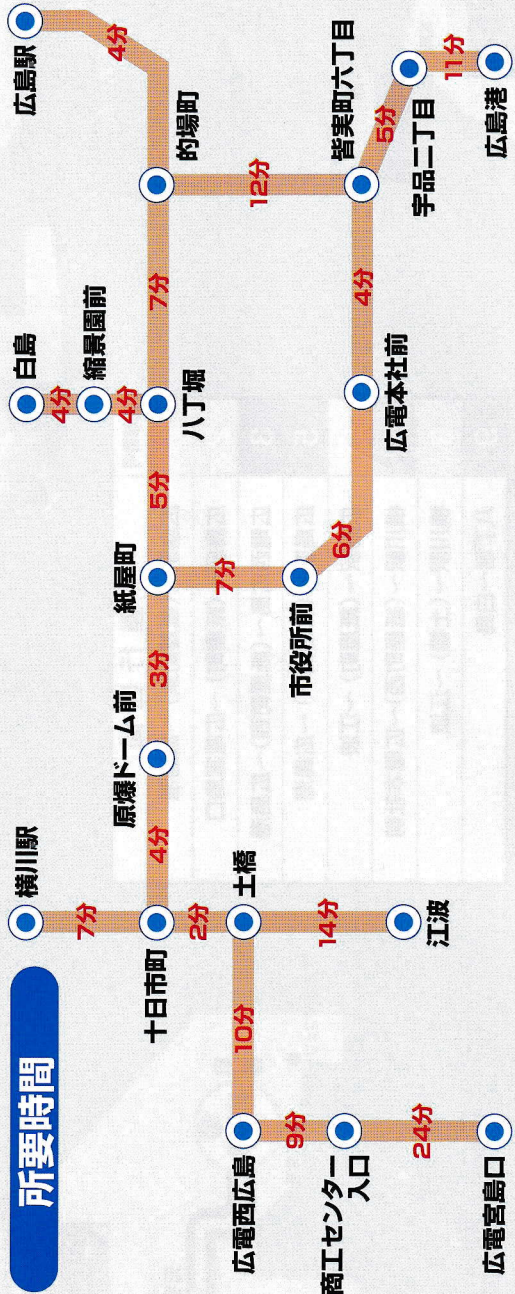 所要時間
横川駅
7分
十日市町
2分
土橋
14分
江波
10分
広電西広島
9分
商工センター
入口
24分
広電宮島口
4分
原爆ドーム前
3分
紙屋町
7分
市役所前
6分
広電本社前
4分
皆実町六丁目
5分
宇品二丁目
11分
広島港
5分
八丁堀
4分
縮景園前
4分
白島
7分
的場町
12分
4分
広島駅